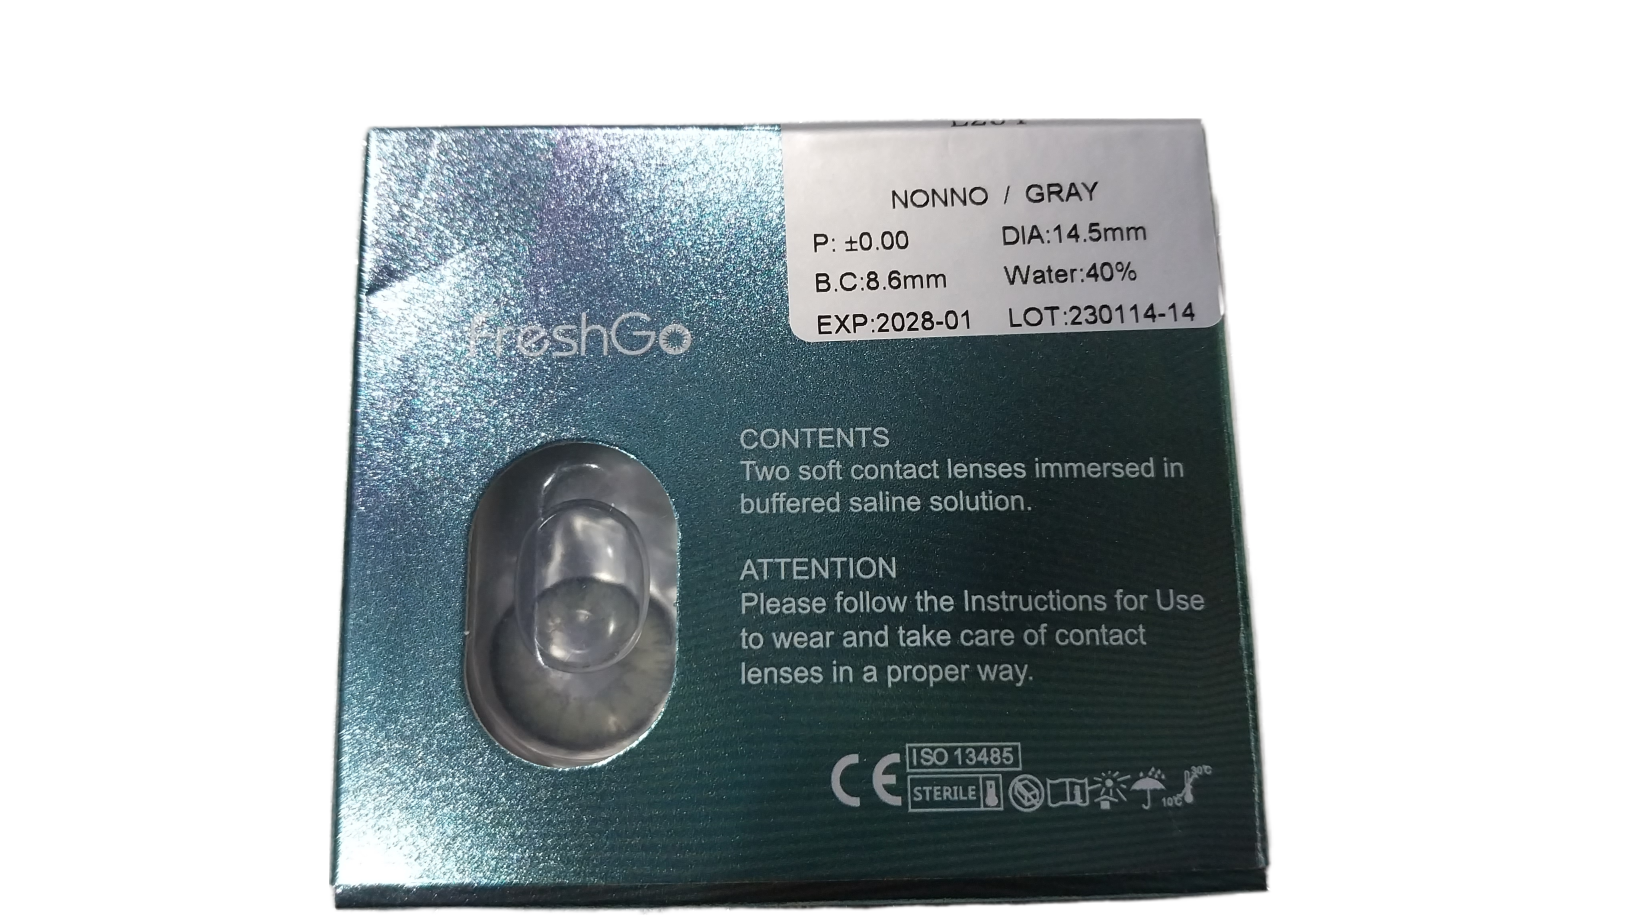 NONNO / GRAY
P: ±0.00 DIA:14.5mm
B.C:8.6mm Water:40%
EXP:2028-01 LOT:230114-14
freshGo
CONTENTS
Two soft contact lenses immersed in
buffered saline solution.
ATTENTION
Please follow the Instructions for Use
to wear and take care of contact
lenses in a proper way.
CE ISO 13485
STERILE
30℃
10℃